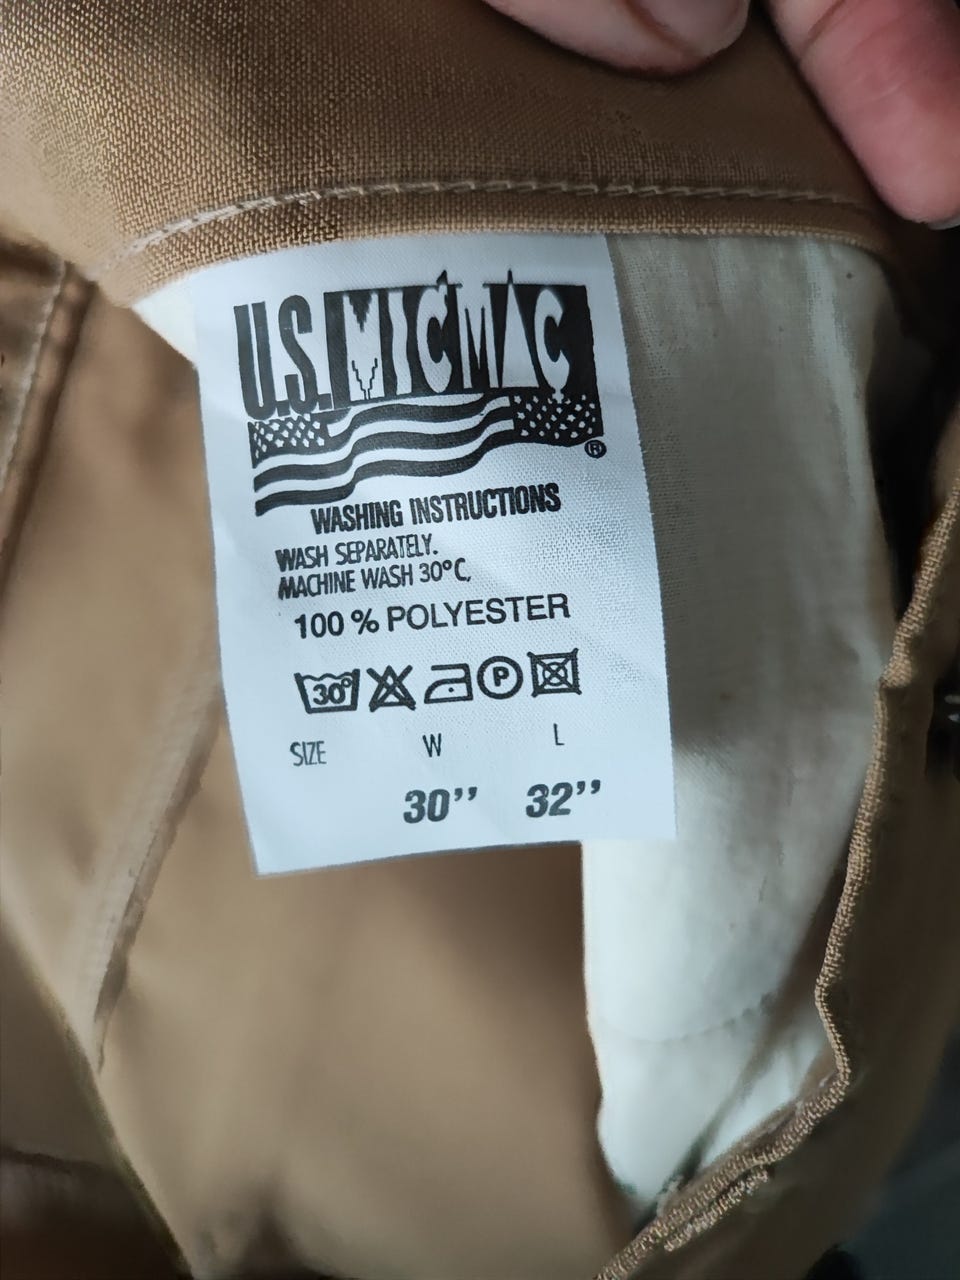 U.S. MICMAC
®
WASHING INSTRUCTIONS
WASH SEPARATELY.
MACHINE WASH 30°C,
100 % POLYESTER
30° P
SIZE W L
30’’ 32’’